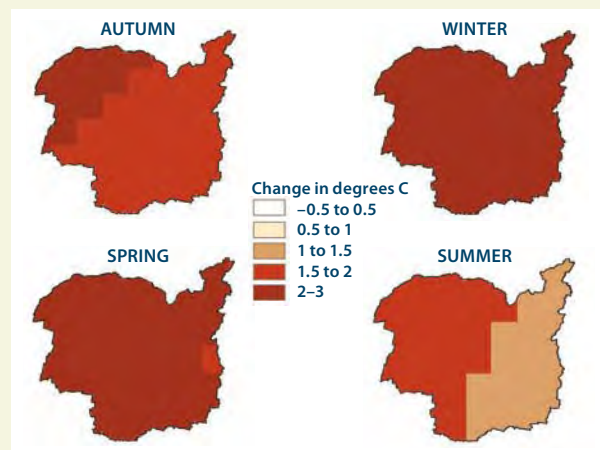 AUTUMN
WINTER
Change in degrees C
–0.5 to 0.5
0.5 to 1
1 to 1.5
1.5 to 2
2–3
SPRING
SUMMER